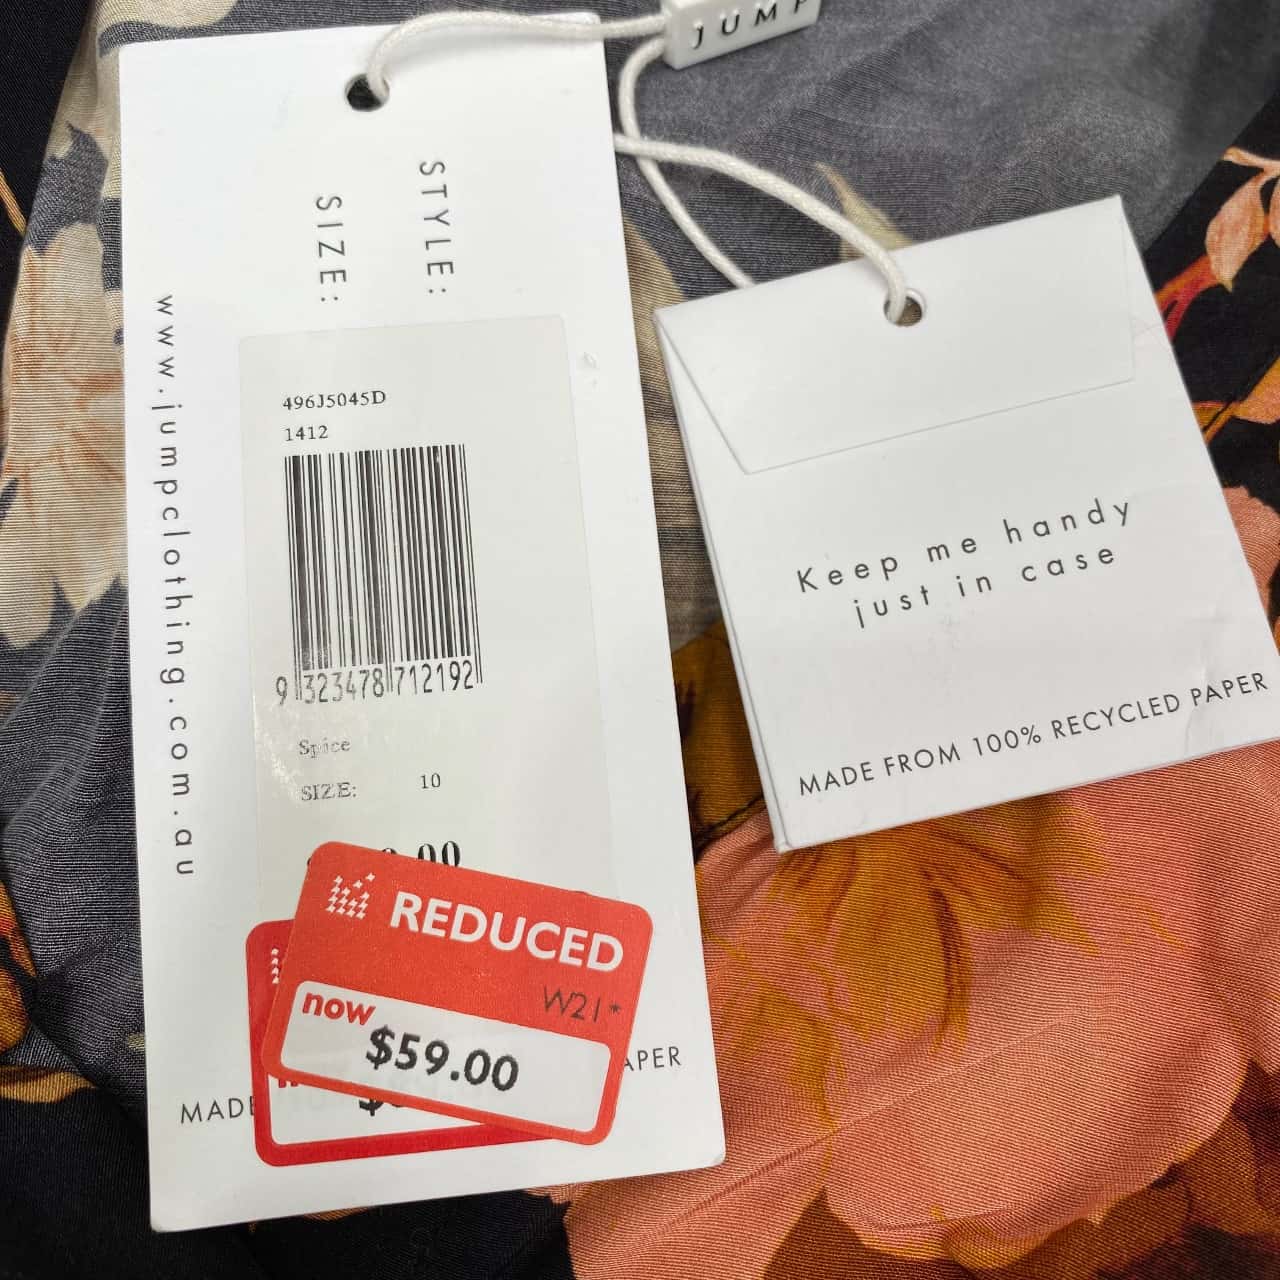 JUMP
STYLE:
SIZE:
www.jumpclothing.com.au
496J5045D
1412
9 323478 712192
Spice
SIZE: 10
.00
REDUCED
W21*
now
$59.00
$
MADE
APER
Keep me handy
just in case
MADE FROM 100% RECYCLED PAPER